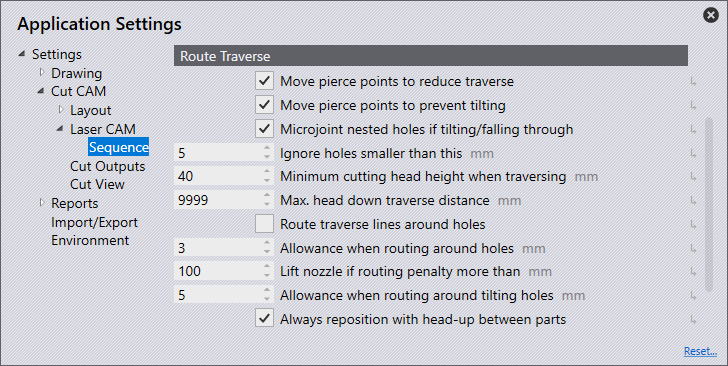 Application Settings
Settings
Drawing
Cut CAM
Layout
Laser CAM
Sequence
Cut Outputs
Cut View
Reports
Import/Export
Environment
Route Traverse
Move pierce points to reduce traverse
Move pierce points to prevent tilting
Microjoint nested holes if tilting/falling through
5 Ignore holes smaller than this mm
40 Minimum cutting head height when traversing mm
9999 Max. head down traverse distance mm
Route traverse lines around holes
3 Allowance when routing around holes mm
100 Lift nozzle if routing penalty more than mm
5 Allowance when routing around tilting holes mm
Always reposition with head-up between parts
Reset...